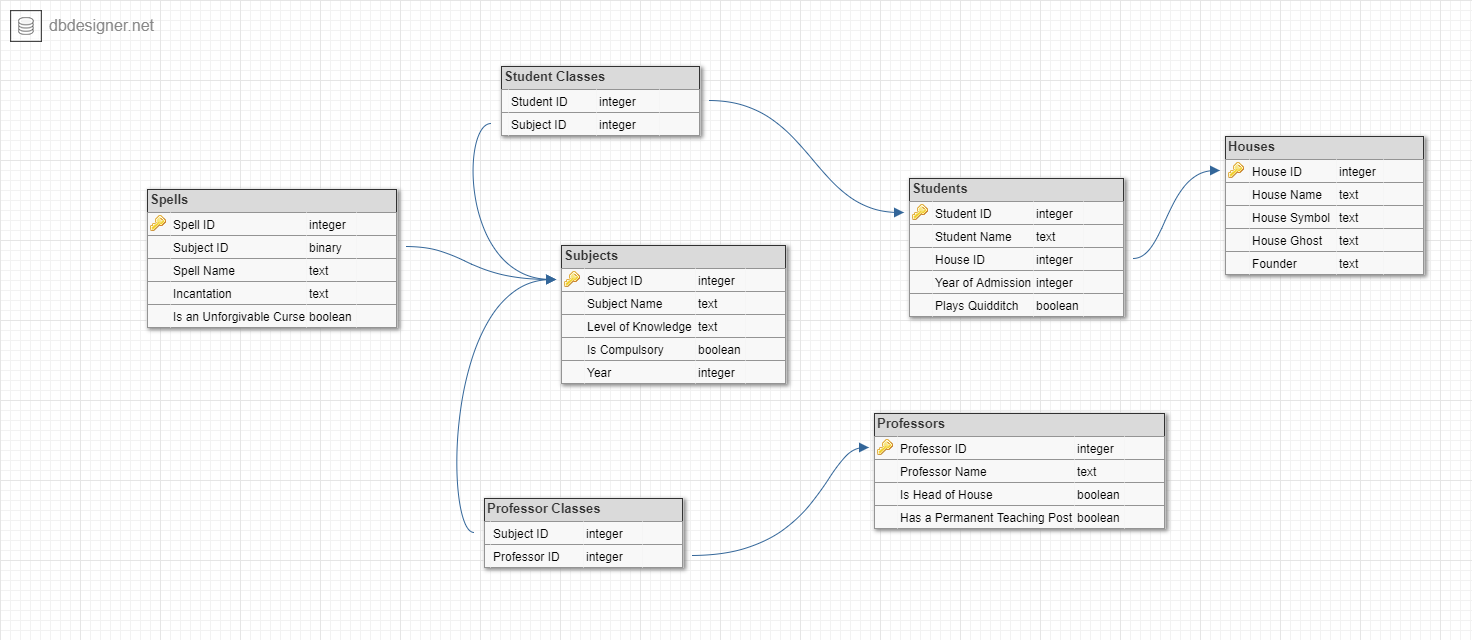 dbdesigner.net
Student Classes
Student ID integer
Subject ID integer
Spells
Spell ID integer
Subject ID binary
Spell Name text
Incantation text
Is an Unforgivable Curse boolean
Subjects
Subject ID integer
Subject Name text
Level of Knowledge text
Is Compulsory boolean
Year integer
Students
Student ID integer
Student Name text
House ID integer
Year of Admission integer
Plays Quidditch boolean
Houses
House ID integer
House Name text
House Symbol text
House Ghost text
Founder text
Professor Classes
Subject ID integer
Professor ID integer
Professors
Professor ID integer
Professor Name text
Is Head of House boolean
Has a Permanent Teaching Post boolean